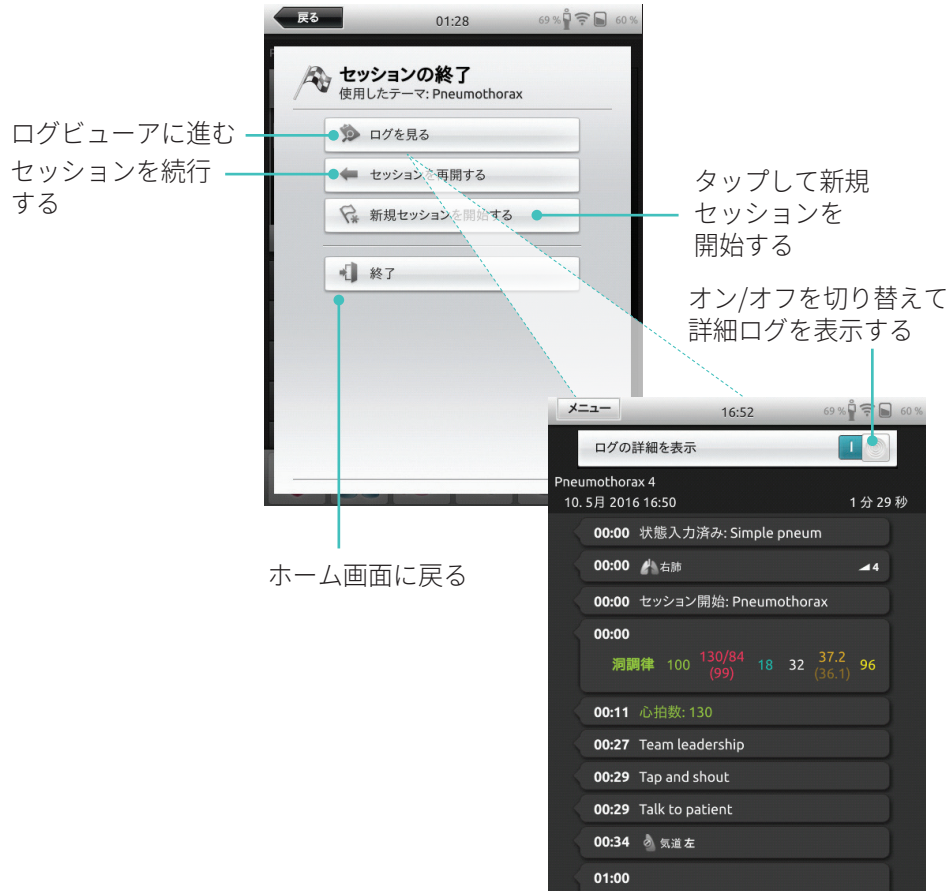 戻る
01:28
69 %
60 %
セッションの終了
使用したテーマ: Pneumothorax
ログを見る
セッションを再開する
新規セッションを開始する
終了
ログビューアに進む
セッションを続行
する
タップして新規
セッションを
開始する
オン/オフを切り替えて
詳細ログを表示する
ホーム画面に戻る
メニュー
16:52
69 %
60 %
ログの詳細を表示
Pneumothorax 4
10. 5月 2016 16:50
1 分 29 秒
00:00 状態入力済み: Simple pneum
00:00 右肺 4
00:00 セッション開始: Pneumothorax
00:00
洞調律 100 130/84 (99) 18 32 37.2 (36.1) 96
00:11 心拍数: 130
00:27 Team leadership
00:29 Tap and shout
00:29 Talk to patient
00:34 気道 左
01:00